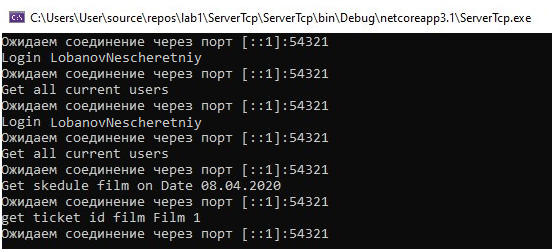 C:\Users\User\source\repos\lab1\ServerTcp\ServerTcp\bin\Debug\netcoreapp3.1\ServerTcp.exe
Ожидаем соединение через порт [::1]:54321
Login LobanovNescheretniy
Ожидаем соединение через порт [::1]:54321
Get all current users
Ожидаем соединение через порт [::1]:54321
Login LobanovNescheretniy
Ожидаем соединение через порт [::1]:54321
Get all current users
Ожидаем соединение через порт [::1]:54321
Get skedule film on Date 08.04.2020
Ожидаем соединение через порт [::1]:54321
get ticket id film Film 1
Ожидаем соединение через порт [::1]:54321